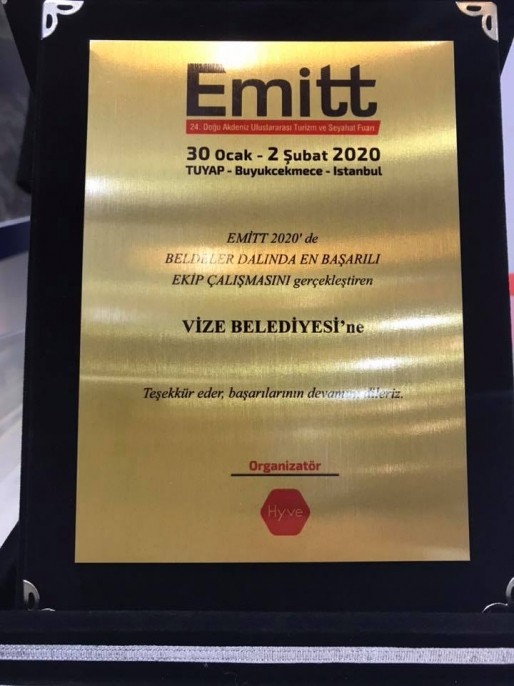 Emitt
24. Doğu Akdeniz Uluslararası Turizm ve Seyahat Fuarı
30 Ocak - 2 Şubat 2020
TUYAP - Buyukcekmece - Istanbul
EMİTT 2020' de
BELDELER DALINDA EN BAŞARILI
EKİP ÇALIŞMASINI gerçekleştiren
VİZE BELEDİYESİ'ne
Teşekkür eder, başarılarının devamını dileriz.
Organizatör
Hyve